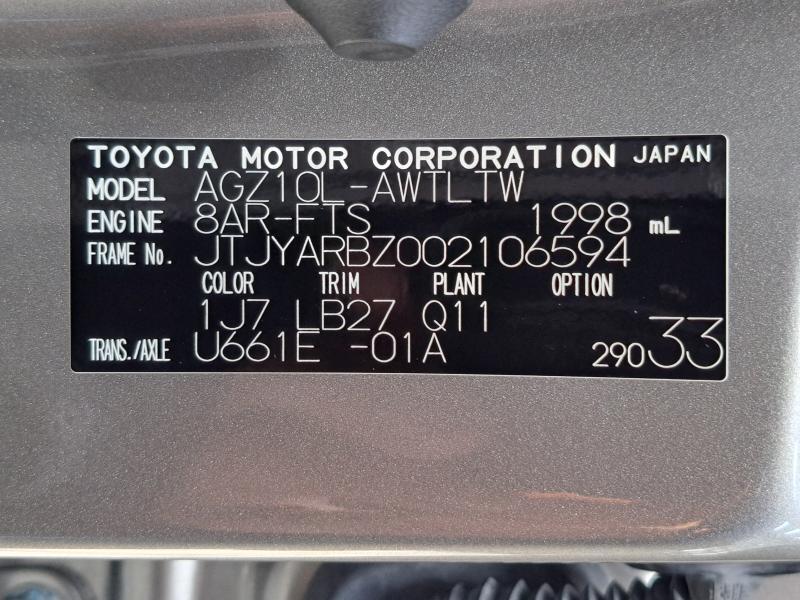 TOYOTA MOTOR CORPORATION JAPAN
MODEL AGZ10L-AWTLTW
ENGINE 8AR-FTS 1998 mL
FRAME No. JTJYARBZ002106594
COLOR TRIM PLANT OPTION
1J7 LB27 Q11
TRANS./AXLE U661E -01A 29033